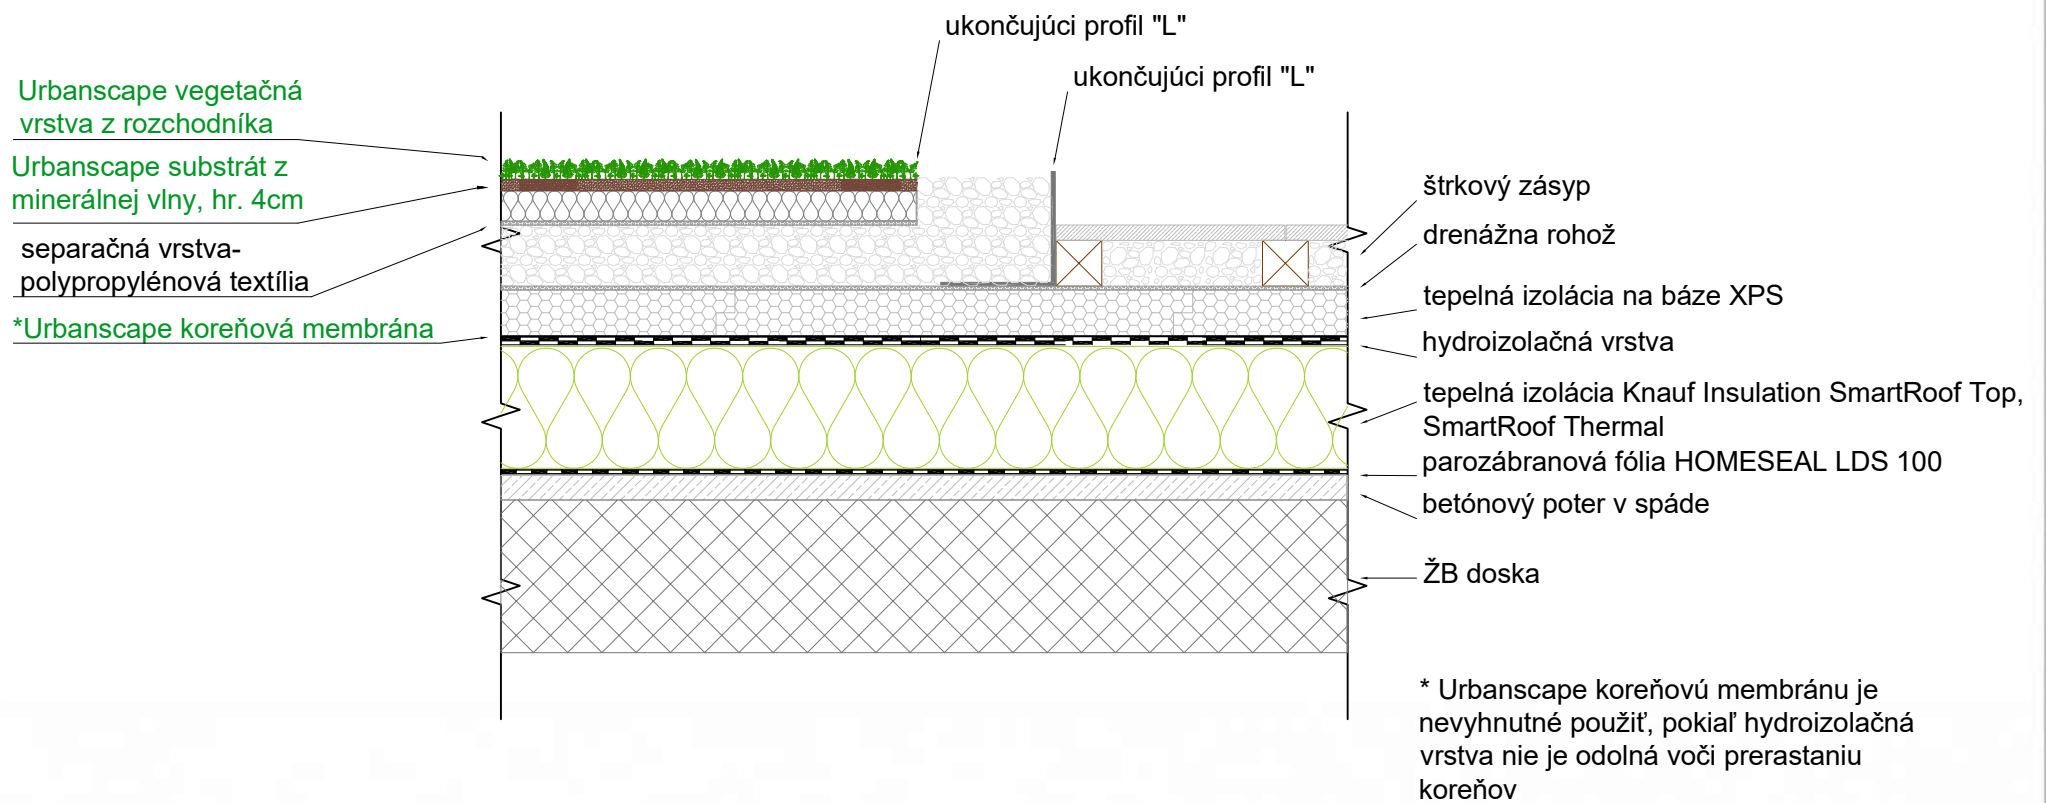 ukončujúci profil "L"
ukončujúci profil "L"
Urbanscape vegetačná
vrstva z rozchodníka
Urbanscape substrát z
minerálnej vlny, hr. 4cm
separačná vrstva-
polypropylénová textília
*Urbanscape koreňová membrána
štrkový zásyp
drenážna rohož
tepelná izolácia na báze XPS
hydroizolačná vrstva
tepelná izolácia Knauf Insulation SmartRoof Top,
SmartRoof Thermal
parozábranová fólia HOMESEAL LDS 100
betónový poter v spáde
ŽB doska
* Urbanscape koreňovú membránu je
nevyhnutné použiť, pokiaľ hydroizolačná
vrstva nie je odolná voči prerastaniu
koreňov